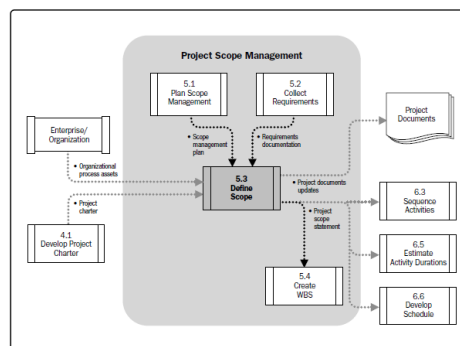 Project Scope Management
5.1
Plan Scope
Management
5.2
Collect
Requirements
Project
Documents
Enterprise/
Organization
• Scope
management
plan
• Requirements
documentation
• Organizational
process assets
5.3
Define
Scope
• Project documents
updates
6.3
Sequence
Activities
• Project
charter
• Project
scope
statement
4.1
Develop Project
Charter
6.5
Estimate
Activity Durations
5.4
Create
WBS
6.6
Develop
Schedule